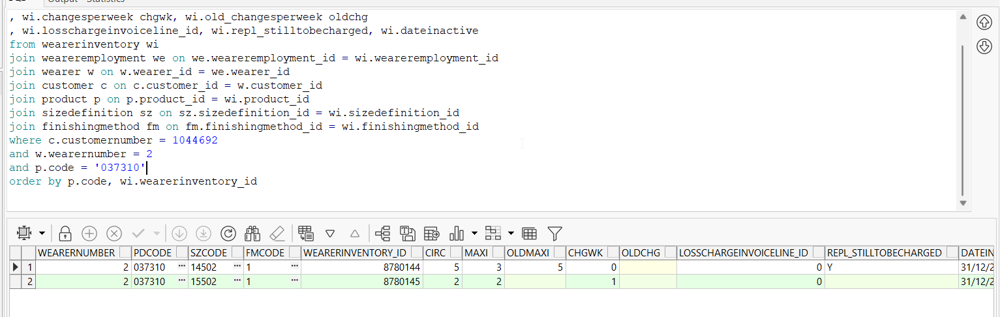 , wi.changesperweek chgwk, wi.old_changesperweek oldchg
, wi.losschargeinvoiceline_id, wi.repl_stilltobecharged, wi.dateinactive
from wearerinventory wi
join weareremployment we on we.weareremployment_id = wi.weareremployment_id
join wearer w on w.wearer_id = we.wearer_id
join customer c on c.customer_id = w.customer_id
join product p on p.product_id = wi.product_id
join sizedefinition sz on sz.sizedefinition_id = wi.sizedefinition_id
join finishingmethod fm on fm.finishingmethod_id = wi.finishingmethod_id
where c.customernumber = 1044692
and w.wearernumber = 2
and p.code = '037310'
order by p.code, wi.wearerinventory_id
WEARERNUMBER PDCODE SZCODE FMCODE WEARERINVENTORY_ID CIRC MAXI OLDMAXI CHGWK OLDCHG LOSSCHARGEINVOICELINE_ID REPL_STILLTOBECHARGED DATEIN
1 2 037310 ... 14502 ... 1 ... 8780144 5 3 5 0 0 Y 31/12/2
2 2 037310 ... 15502 ... 1 ... 8780145 2 2 1 0 31/12/2